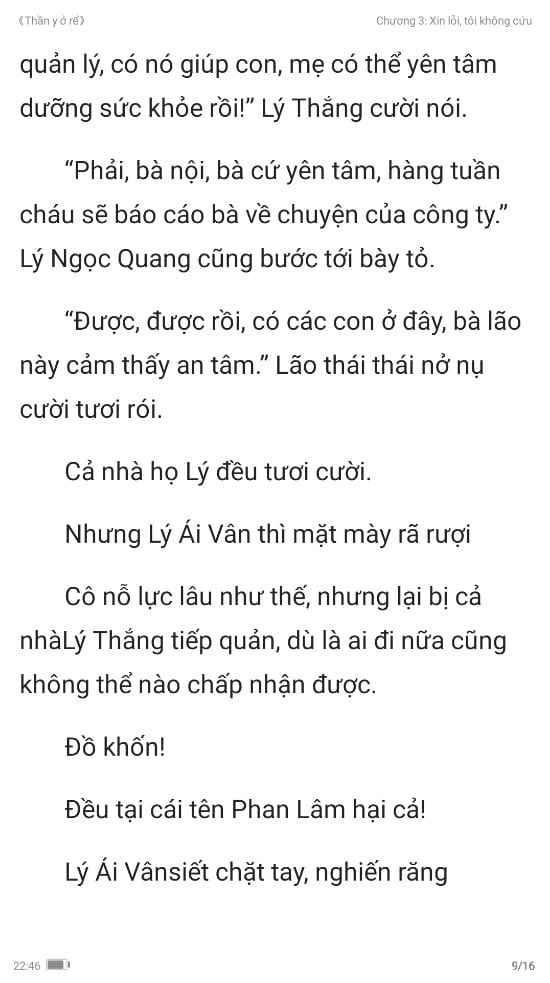 《Thần y ở rể》
Chương 3: Xin lỗi, tôi không cứu
quản lý, có nó giúp con, mẹ có thể yên tâm
dưỡng sức khỏe rồi!” Lý Thắng cười nói.
“Phải, bà nội, bà cứ yên tâm, hàng tuần
cháu sẽ báo cáo bà về chuyện của công ty.”
Lý Ngọc Quang cũng bước tới bày tỏ.
“Được, được rồi, có các con ở đây, bà lão
này cảm thấy an tâm.” Lão thái thái nở nụ
cười tươi rói.
Cả nhà họ Lý đều tươi cười.
Nhưng Lý Ái Vân thì mặt mày rã rượi
Cô nỗ lực lâu như thế, nhưng lại bị cả
nhàLý Thắng tiếp quản, dù là ai đi nữa cũng
không thể nào chấp nhận được.
Đồ khốn!
Đều tại cái tên Phan Lâm hại cả!
Lý Ái Vânsiết chặt tay, nghiến răng
22:46
9/16